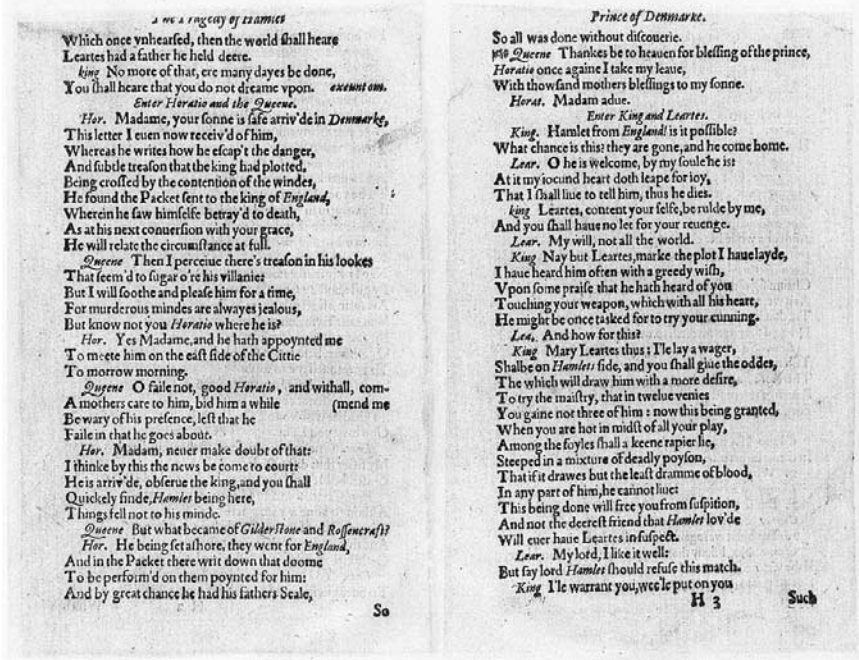 The Tragedy of Hamlet
Which once vnhearſed, then the world ſhall heare
Leartes had a father he held deere.
king No more of that, ere many dayes be done,
You ſhall heare that you do not dreame vpon. exeunt om.
Enter Horatio and the Queene.
Hor. Madame, your ſonne is ſafe arriv'de in Denmarke,
This letter I euen now receiv'd of him,
Whereas he writes how he eſcap't the danger,
And ſubtle treaſon that the king had plotted,
Being croſſed by the contention of the windes,
He found the Packet ſent to the king of England,
Wherein he ſaw himſelfe betray'd to death,
As at his next conuerſion with your grace,
He will relate the circumſtance at full.
Queene Then I perceiue there's treaſon in his lookes
That ſeem'd to ſugar o're his villanie:
But I will ſoothe and pleaſe him for a time,
For murderous mindes are alwayes jealous,
But know not you Horatio where he is?
Hor. Yes Madame, and he hath appoynted me
To meete him on the eaſt ſide of the Cittie
To morrow morning.
Queene O faile not, good Horatio, and withall, com-
A mothers care to him, bid him a while (mend me
Be wary of his preſence, leſt that he
Faile in that he goes about.
Hor. Madam, neuer make doubt of that:
I thinke by this the news be come to court:
He is arriv'de, obſerue the king, and you ſhall
Quickely finde, Hamlet being here,
Things fell not to his minde.
Queene But what became of Gilderſtone and Roſſencraft?
Hor. He being ſet aſhore, they went for England,
And in the Packet there writ down that doome
To be perform'd on them poynted for him:
And by great chance he had his fathers Seale,
So
Prince of Denmarke.
So all was done without diſcouerie.
Queene Thankes be to heauen for bleſſing of the prince,
Horatio once againe I take my leaue,
With thowſand mothers bleſſings to my ſonne.
Horat. Madam adue.
Enter King and Leartes.
King. Hamlet from England! is it poſſible?
What chance is this? they are gone, and he come home.
Lear. O he is welcome, by my ſoule he is:
At it my iocund heart doth leape for ioy,
That I ſhall liue to tell him, thus he dies.
king Leartes, content your ſelfe, be rulde by me,
And you ſhall haue no let for your reuenge.
Lear. My will, not all the world.
King Nay but Leartes, marke the plot I haue layde,
I haue heard him often with a greedy wiſh,
Vpon ſome praiſe that he hath heard of you
Touching your weapon, which with all his heart,
He might be once tasked for to try your cunning.
Lea. And how for this?
King Mary Leartes thus: I'le lay a wager,
Shalbe on Hamlets ſide, and you ſhall giue the oddes,
The which will draw him with a more deſire,
To try the maiſtry, that in twelue venies
You gaine not three of him: now this being granted,
When you are hot in midſt of all your play,
Among the foyles ſhall a keene rapier lie,
Steeped in a mixture of deadly poyſon,
That if it drawes but the leaſt dramme of blood,
In any part of him, he cannot liue:
This being done will free you from ſuſpition,
And not the deereſt friend that Hamlet lov'de
Will euer haue Leartes in ſuſpect.
Lear. My lord, I like it well:
But ſay lord Hamlet ſhould refuſe this match.
King I'le warrant you, wee'le put on you
H 3 Such